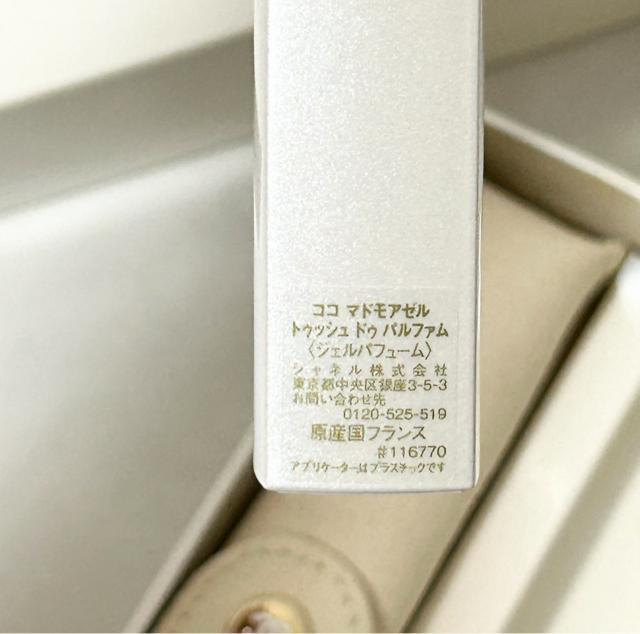 ココ マドモアゼル
トゥッシュ ドゥ パルファム
〈ジェルパフューム〉
シャネル株式会社
東京都中央区銀座3-5-3
お問い合わせ先
0120-525-519
原産国フランス
#116770
アプリケーターはプラスチックです